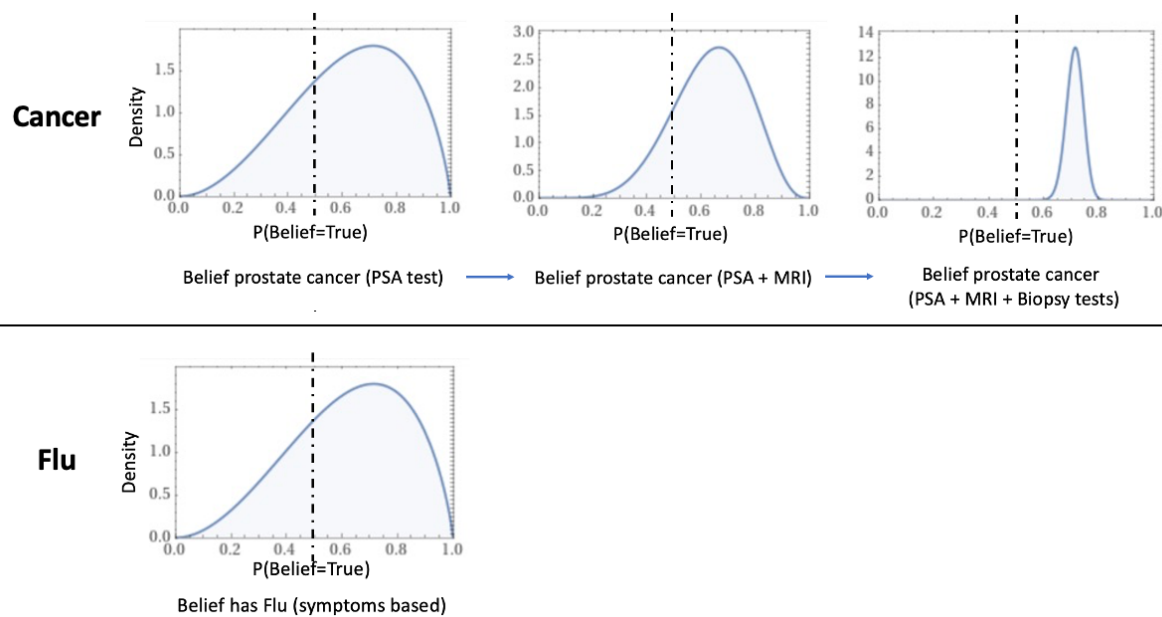 Cancer
Density
1.5
1.0
0.5
0.0
0.0 0.2 0.4 0.6 0.8 1.0
P(Belief=True)
Belief prostate cancer (PSA test)
3.0
2.5
2.0
1.5
1.0
0.5
0.0
0.0 0.2 0.4 0.6 0.8 1.0
P(Belief=True)
Belief prostate cancer (PSA + MRI)
14
12
10
8
6
4
2
0
0.0 0.2 0.4 0.6 0.8 1.0
P(Belief=True)
Belief prostate cancer
(PSA + MRI + Biopsy tests)
Flu
Density
1.5
1.0
0.5
0.0
0.0 0.2 0.4 0.6 0.8 1.0
P(Belief=True)
Belief has Flu (symptoms based)